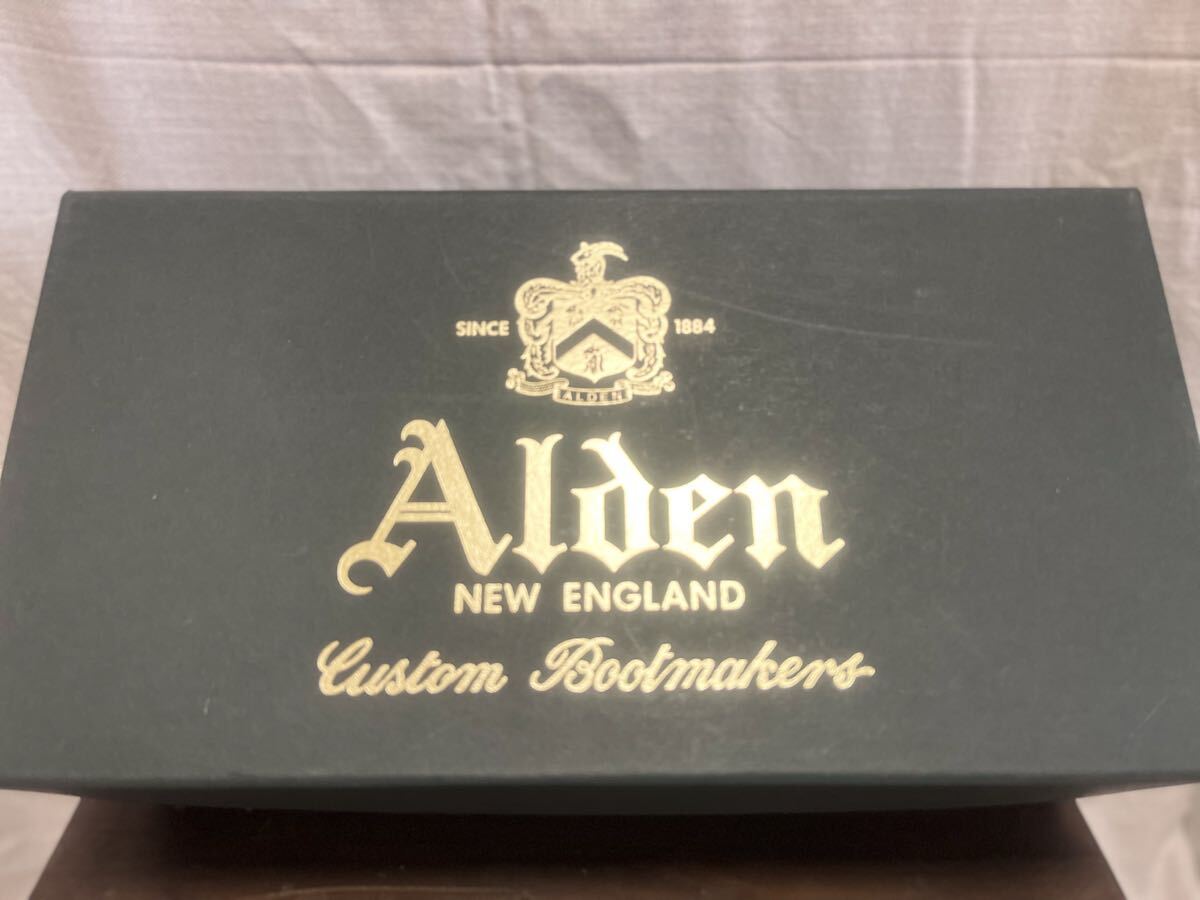 SINCE 1884
ALDEN
Alden
NEW ENGLAND
Custom Bootmakers